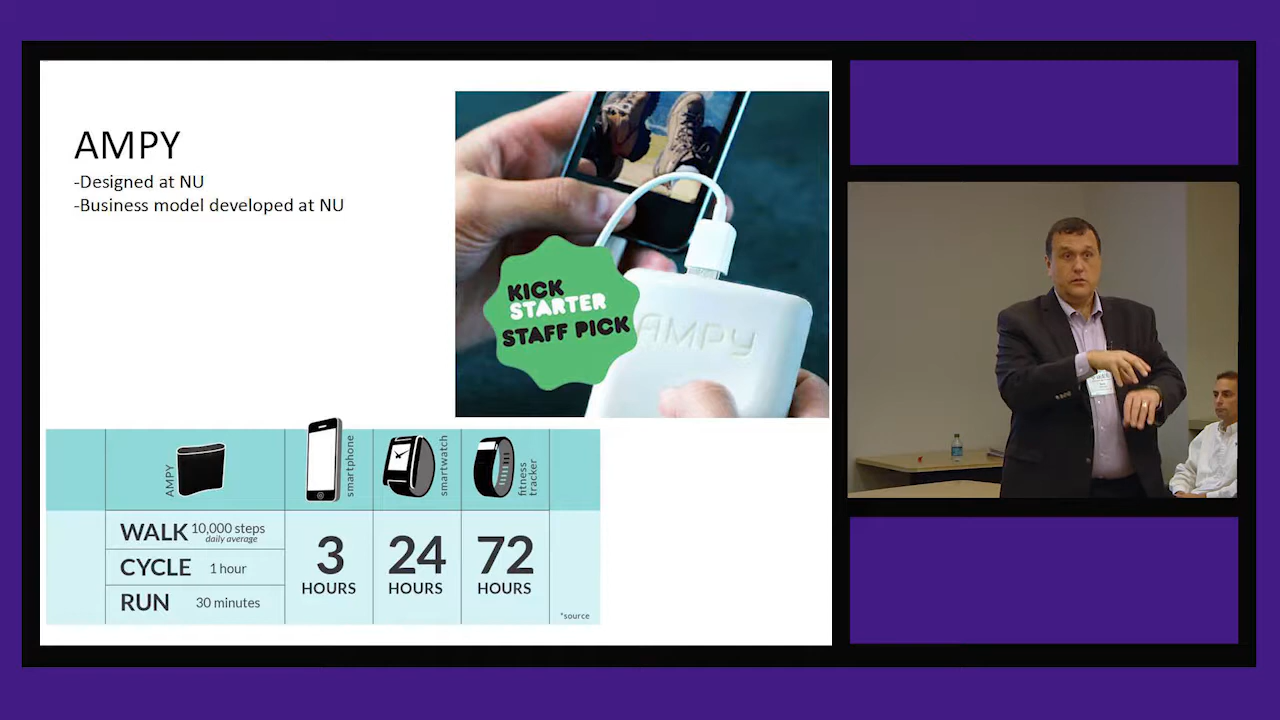 AMPY
-Designed at NU
-Business model developed at NU
KICK
STARTER
STAFF PICK
AMPY
AMPY
smartphone
smartwatch
fitness
tracker
WALK 10,000 steps
daily average
CYCLE 1 hour
RUN 30 minutes
3
HOURS
24
HOURS
72
HOURS
*source